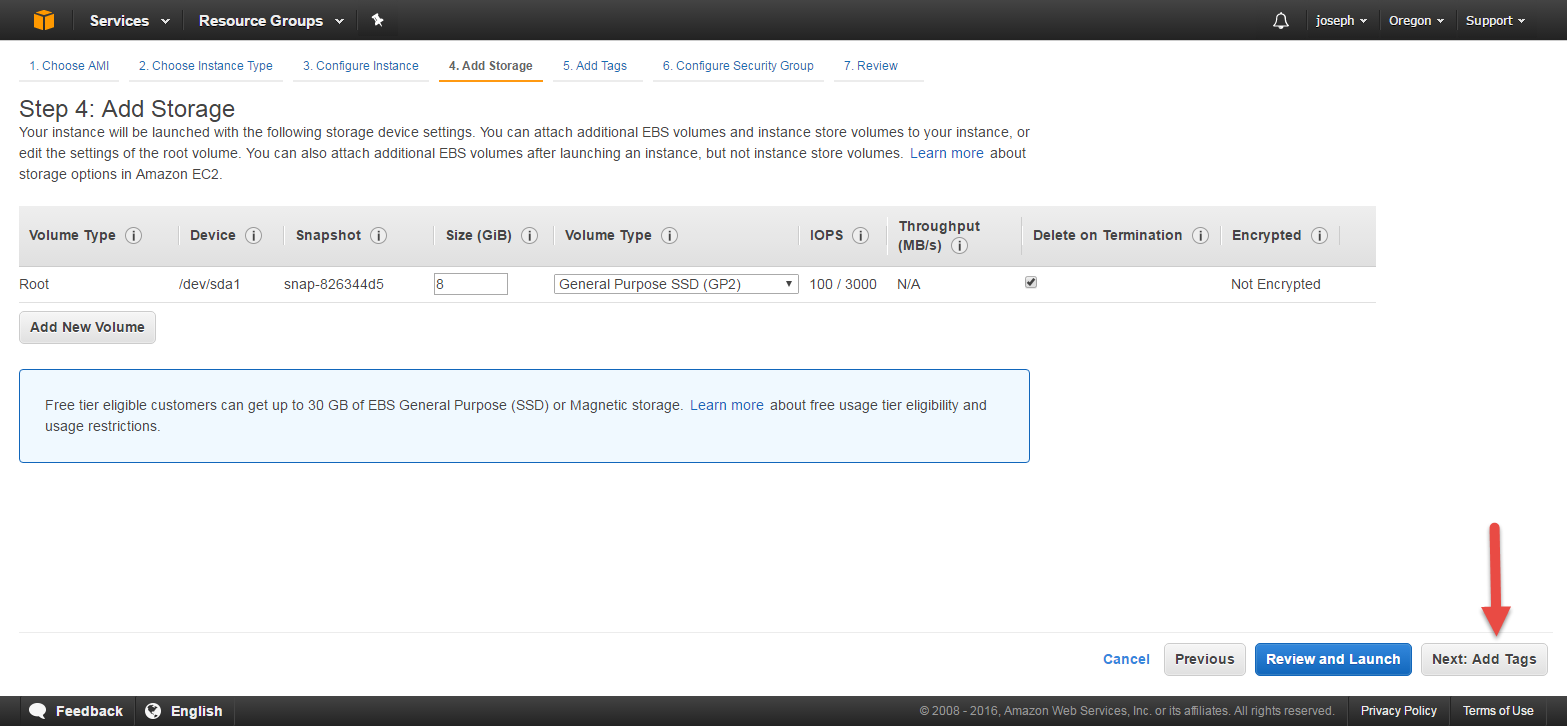 Services Resource Groups joseph Oregon Support
1. Choose AMI 2. Choose Instance Type 3. Configure Instance 4. Add Storage 5. Add Tags 6. Configure Security Group 7. Review
Step 4: Add Storage
Your instance will be launched with the following storage device settings. You can attach additional EBS volumes and instance store volumes to your instance, or
edit the settings of the root volume. You can also attach additional EBS volumes after launching an instance, but not instance store volumes. Learn more about
storage options in Amazon EC2.
Volume Type i Device i Snapshot i Size (GiB) i Volume Type i IOPS i Throughput (MB/s) i Delete on Termination i Encrypted i
Root /dev/sda1 snap-826344d5 8 General Purpose SSD (GP2) 100 / 3000 N/A Not Encrypted
Add New Volume
Free tier eligible customers can get up to 30 GB of EBS General Purpose (SSD) or Magnetic storage. Learn more about free usage tier eligibility and
usage restrictions.
Cancel Previous Review and Launch Next: Add Tags
Feedback English © 2008 - 2016, Amazon Web Services, Inc. or its affiliates. All rights reserved. Privacy Policy Terms of Use